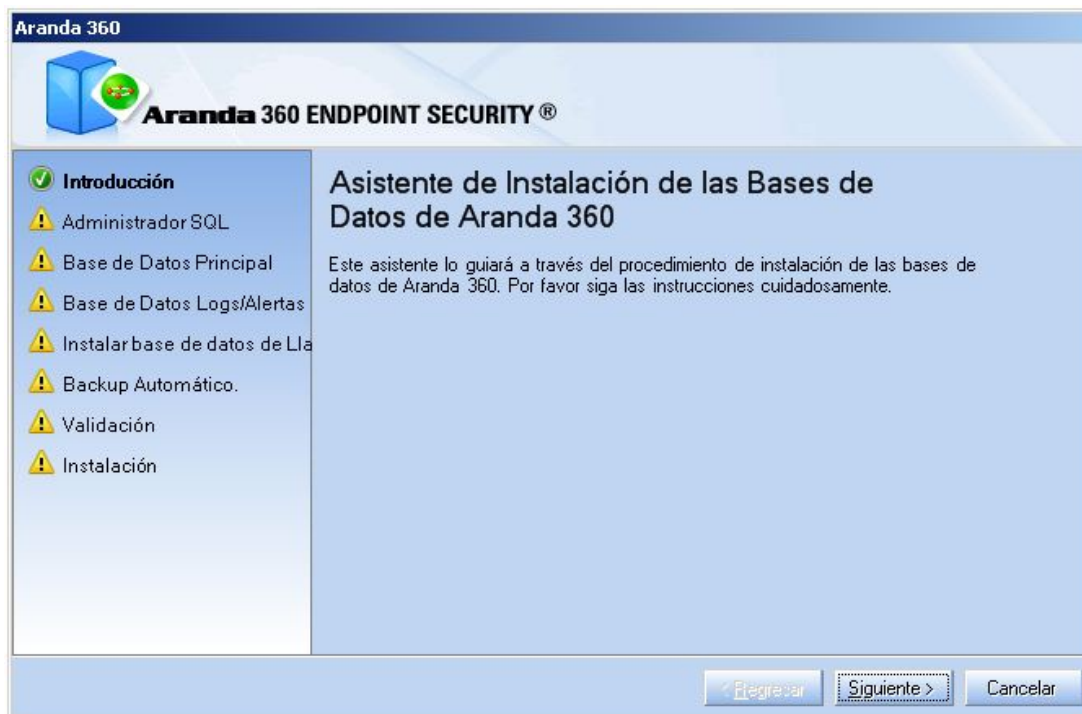 Aranda 360
Aranda 360 ENDPOINT SECURITY ®
Introducción
Administrador SQL
Base de Datos Principal
Base de Datos Logs/Alertas
Instalar base de datos de Lla
Backup Automático.
Validación
Instalación
Asistente de Instalación de las Bases de
Datos de Aranda 360
Este asistente lo guiará a través del procedimiento de instalación de las bases de
datos de Aranda 360. Por favor siga las instrucciones cuidadosamente.
< Regresar
Siguiente >
Cancelar